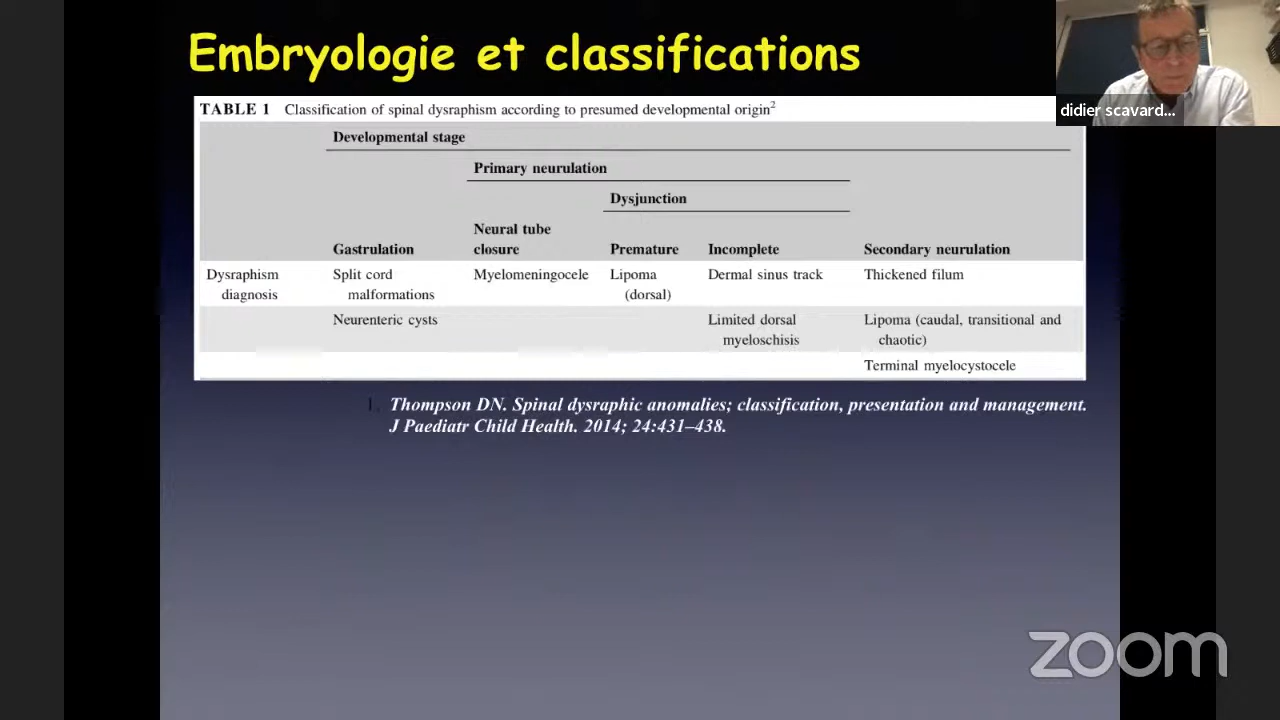 Embryologie et classifications
didier scavard...
TABLE 1 Classification of spinal dysraphism according to presumed developmental origin2
Developmental stage
Primary neurulation
Dysjunction
Neural tube
Gastrulation closure Premature Incomplete Secondary neurulation
Dysraphism Split cord Myelomeningocele Lipoma Dermal sinus track Thickened filum
diagnosis malformations (dorsal)
Neurenteric cysts Limited dorsal Lipoma (caudal, transitional and
myeloschisis chaotic)
Terminal myelocystocele
1. Thompson DN. Spinal dysraphic anomalies; classification, presentation and management.
J Paediatr Child Health. 2014; 24:431–438.
zoom